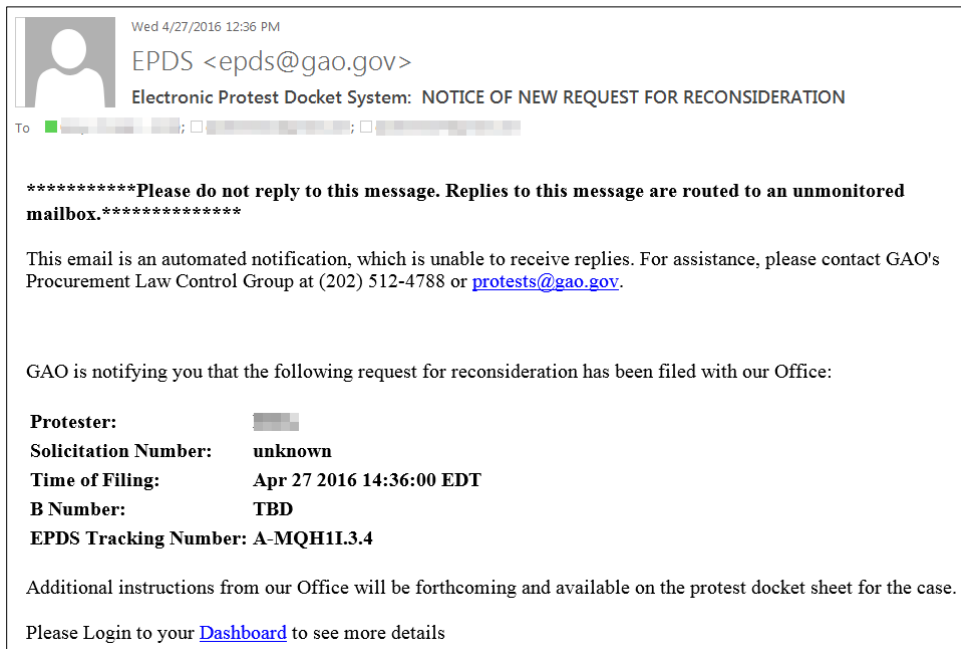 Wed 4/27/2016 12:36 PM
EPDS <epds@gao.gov>
Electronic Protest Docket System: NOTICE OF NEW REQUEST FOR RECONSIDERATION
To ; ;
***********Please do not reply to this message. Replies to this message are routed to an unmonitored
mailbox.**************
This email is an automated notification, which is unable to receive replies. For assistance, please contact GAO's
Procurement Law Control Group at (202) 512-4788 or protests@gao.gov.
GAO is notifying you that the following request for reconsideration has been filed with our Office:
Protester:
Solicitation Number: unknown
Time of Filing: Apr 27 2016 14:36:00 EDT
B Number: TBD
EPDS Tracking Number: A-MQH1I.3.4
Additional instructions from our Office will be forthcoming and available on the protest docket sheet for the case.
Please Login to your Dashboard to see more details